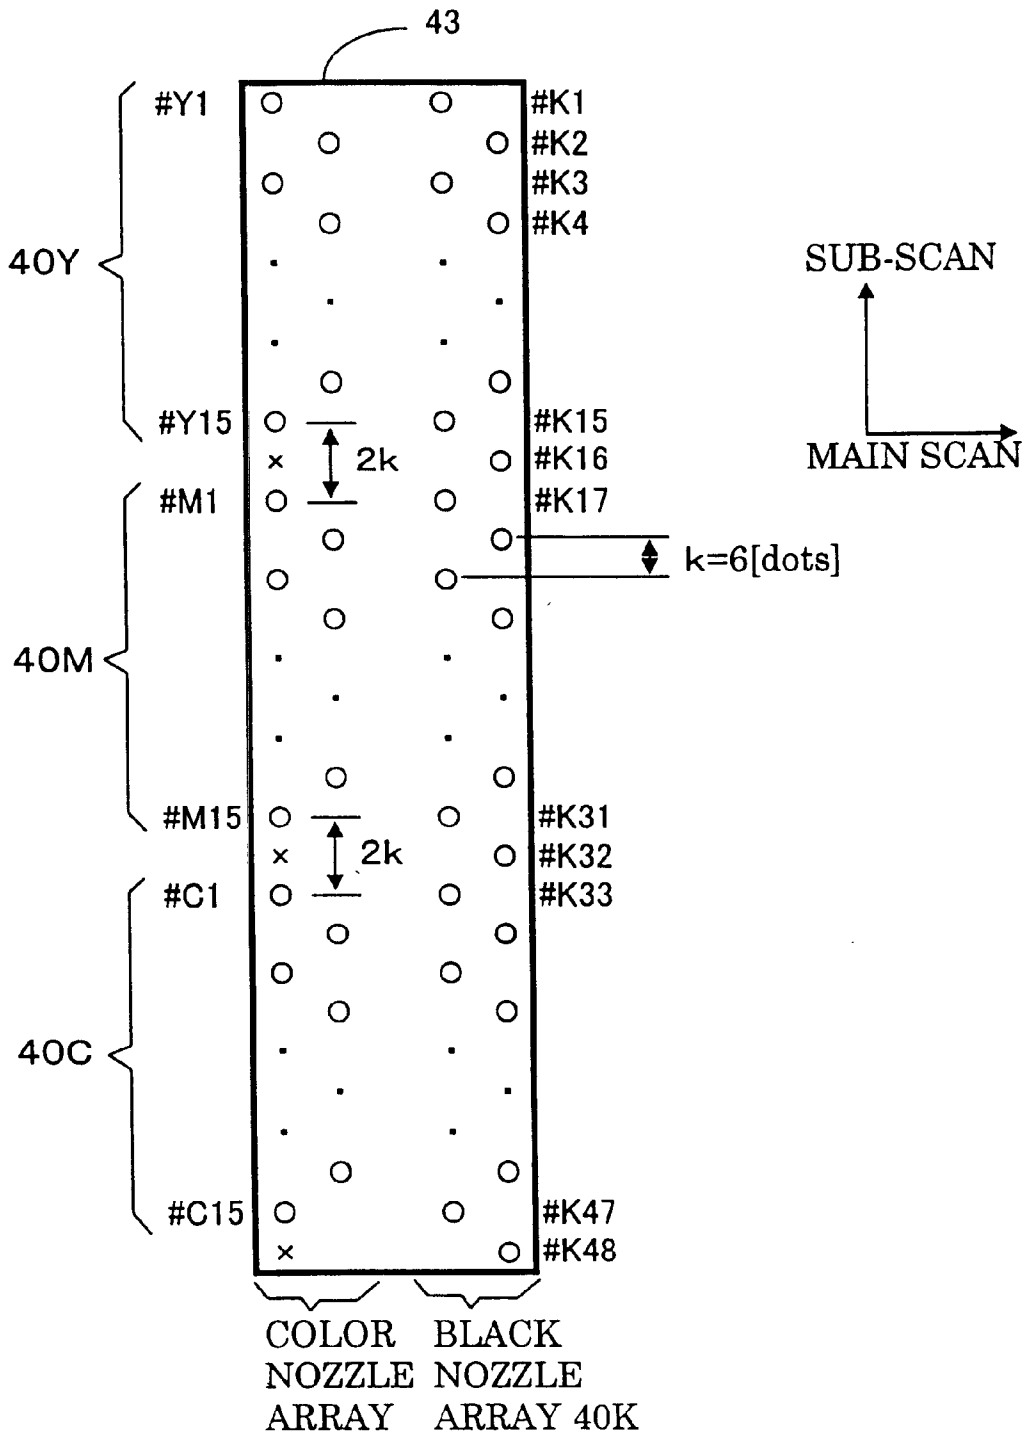 43
#Y1
#K1
#K2
#K3
#K4
40Y
SUB-SCAN
#Y15
#K15
MAIN SCAN
2k
#K16
#M1
#K17
k=6[dots]
40M
#M15
#K31
2k
#K32
#C1
#K33
40C
#C15
#K47
#K48
COLOR
NOZZLE
ARRAY
BLACK
NOZZLE
ARRAY 40K